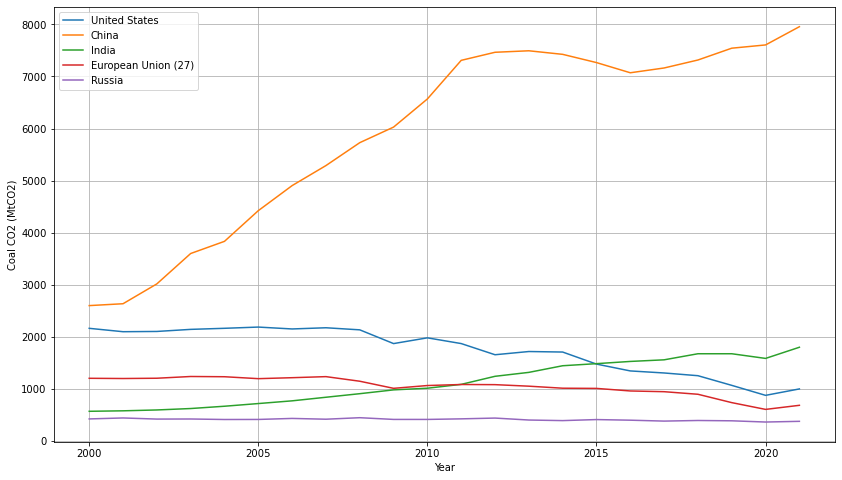 United States
China
India
European Union (27)
Russia
8000
7000
6000
5000
4000
3000
2000
1000
0
Coal CO2 (MtCO2)
2000 2005 2010 2015 2020
Year